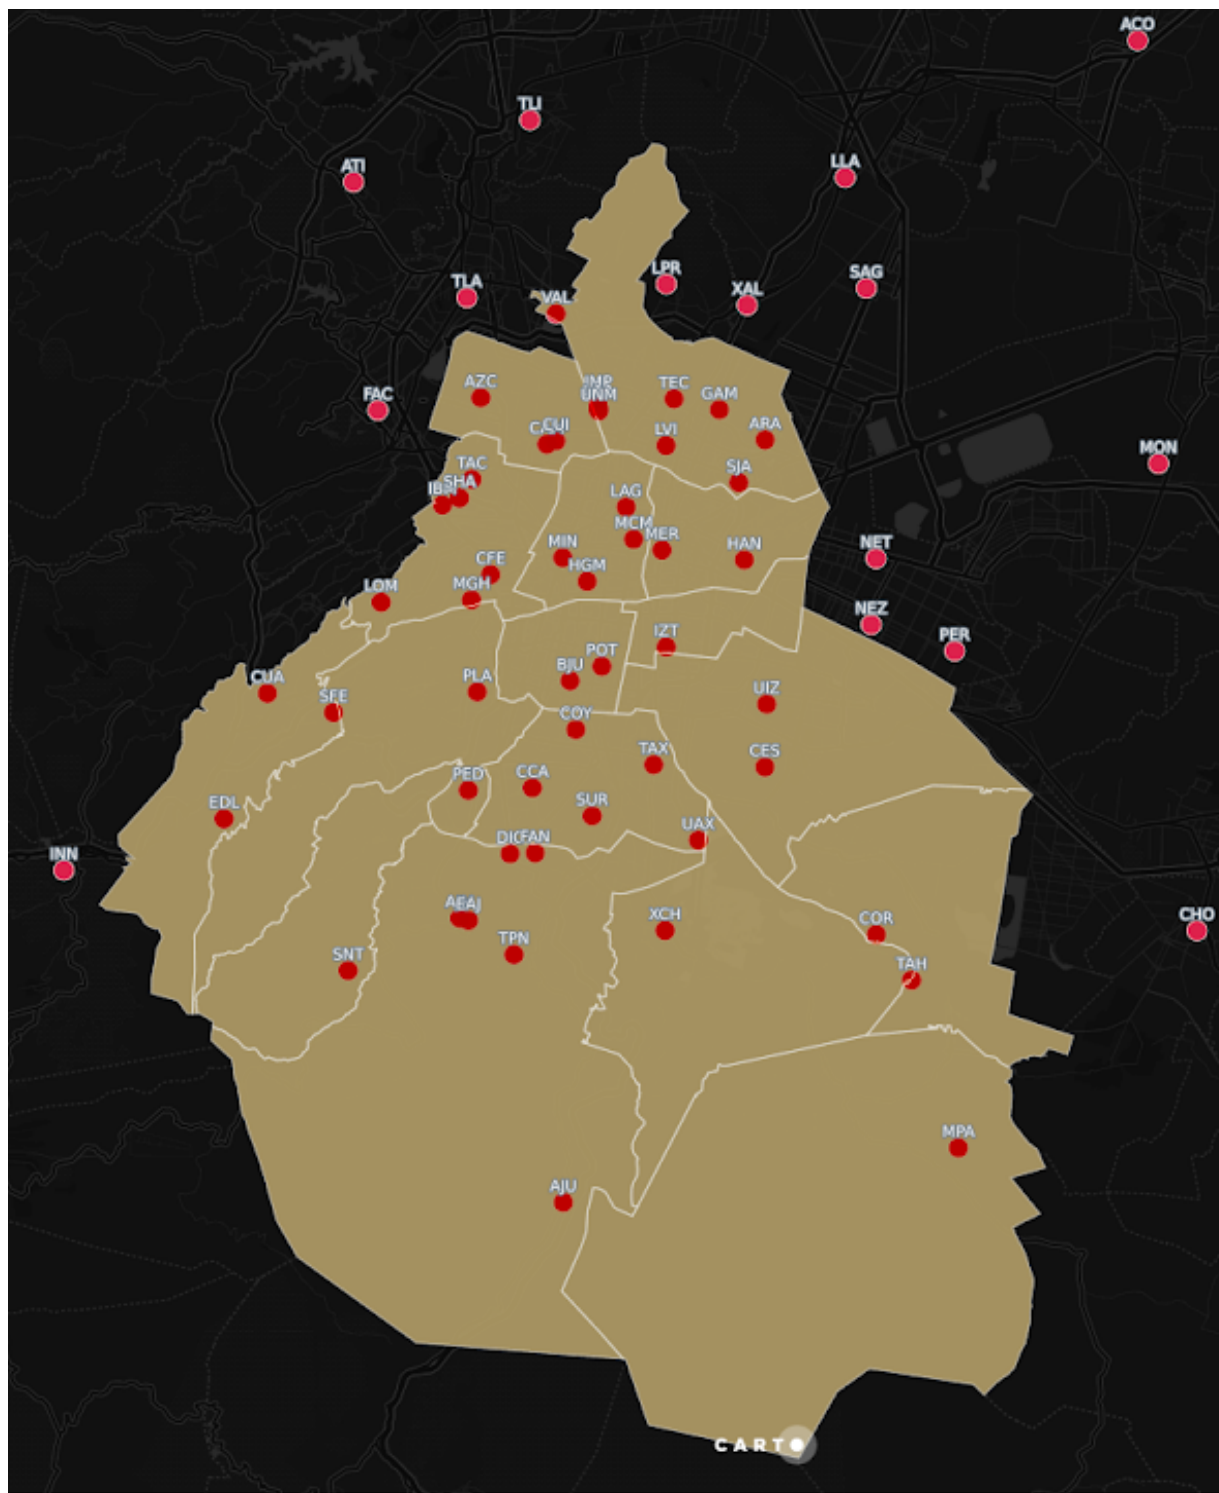 ACO
TLI
LLA
ATI
LPR
SAG
TLA
XAL
VAL
AZC
TEC
GAM
FAC
UNM
ARA
CUI
LVI
MON
TAC
SJA
SHA
LAG
MCM
MER
MIN
HAN
NET
CFE
HGM
LOM
MGH
NEZ
IZT
PER
POT
BJU
CUA
PLA
SFE
UIZ
COY
TAX
CES
PED
CCA
EDL
SUR
UAX
FAN
INN
EAJ
XCH
COR
CHO
TPN
SNT
TAH
MPA
AJU
CARTO